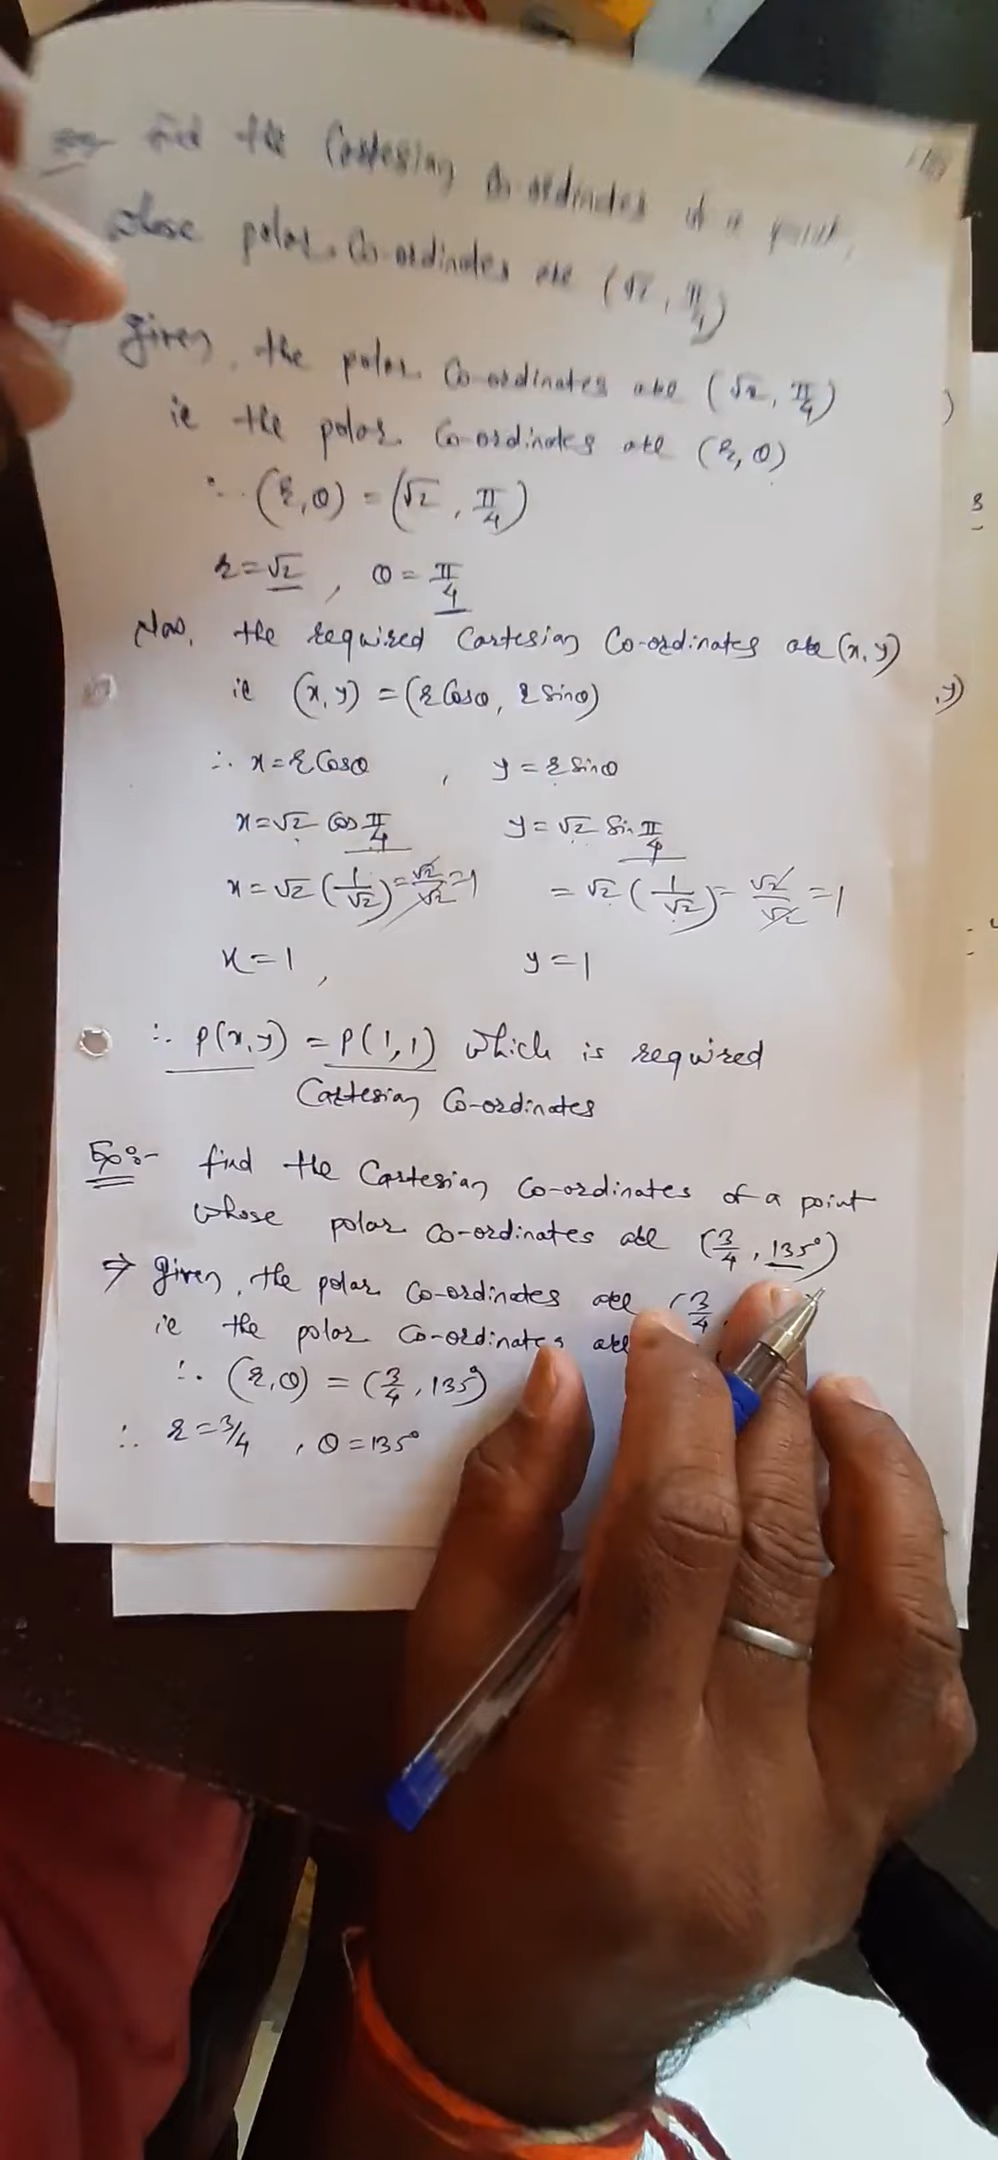 Find the Cartesian Co-ordinates of a point,
whose polar Co-ordinates are (√2, π/4)
Given, the polar Co-ordinates are (√2, π/4)
ie the polar Co-ordinates are (r, θ)
∴ (r, θ) = (√2, π/4)
r = √2 , θ = π/4
Now, the required Cartesian Co-ordinates are (x, y)
ie (x, y) = (r Cosθ, r Sinθ)
∴ x = r Cosθ , y = r Sinθ
x = √2 Cos π/4 y = √2 Sin π/4
x = √2 (1/√2) = √2/√2 = 1 = √2 (1/√2) = √2/√2 = 1
x = 1 , y = 1
∴ P(x, y) = P(1, 1) which is required
Cartesian Co-ordinates
Ex:- find the Cartesian Co-ordinates of a point
whose polar Co-ordinates are (3/4, 135°)
⇒ Given, the polar Co-ordinates are (3/4,
ie the polar Co-ordinates are
∴ (r, θ) = (3/4, 135°)
∴ r = 3/4 , θ = 135°